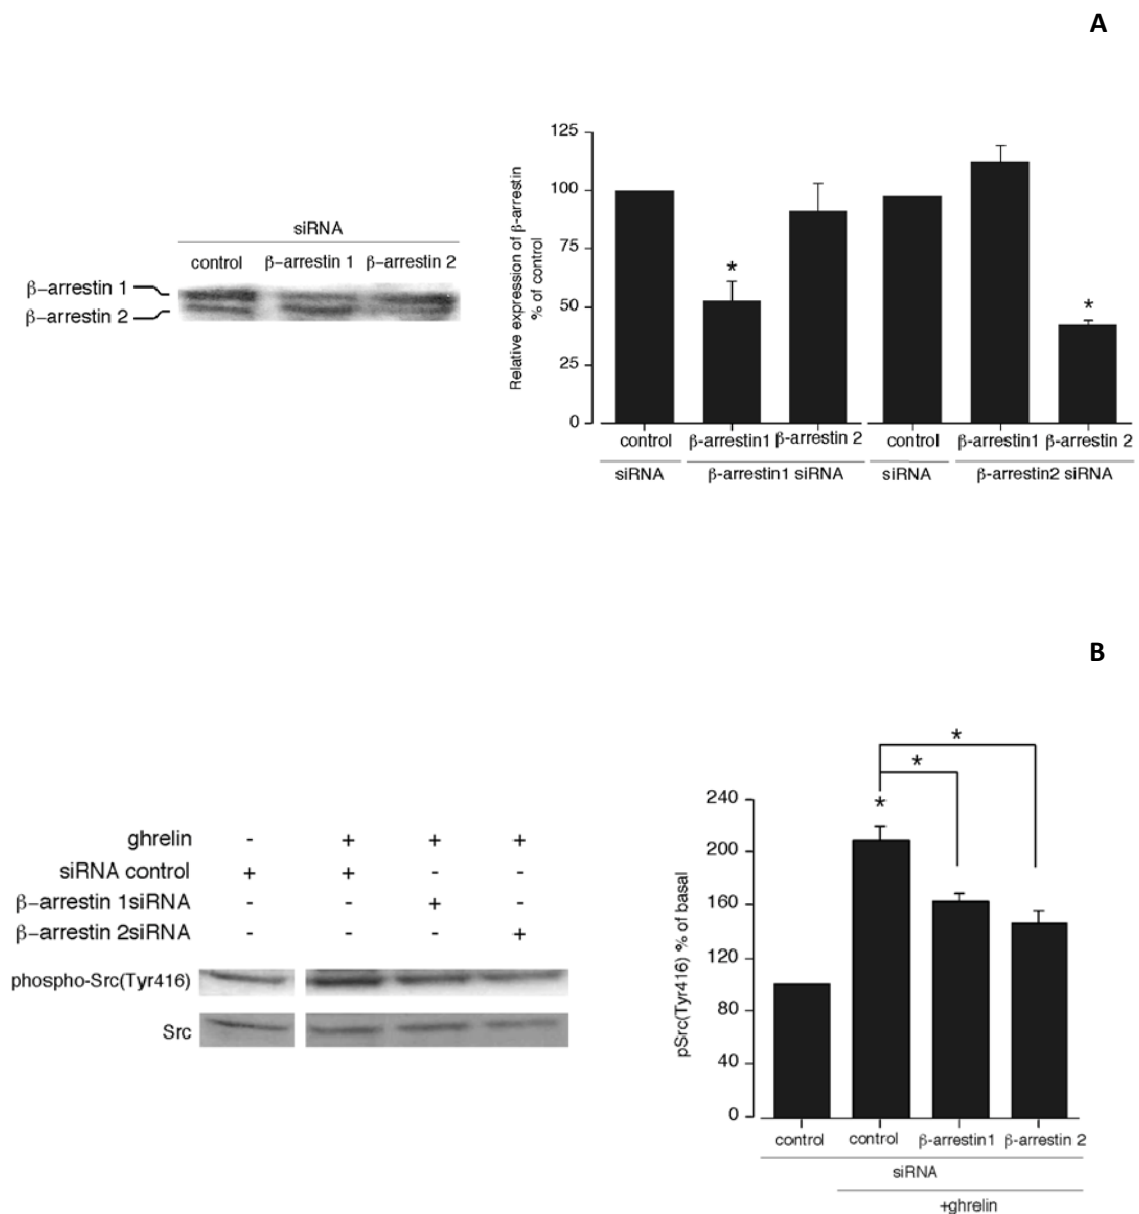 A
siRNA
control β-arrestin 1 β-arrestin 2
β-arrestin 1
β-arrestin 2
Relative expression of β-arrestin
% of control
125
100
75
50
25
0
*
*
control β-arrestin1 β-arrestin 2 control β-arrestin1 β-arrestin 2
siRNA β-arrestin1 siRNA siRNA β-arrestin2 siRNA
B
ghrelin - + + +
siRNA control + + - -
β-arrestin 1siRNA - - + -
β-arrestin 2siRNA - - - +
phospho-Src(Tyr416)
Src
pSrc(Tyr416) % of basal
240
200
160
120
80
40
0
*
*
*
control control β-arrestin1 β-arrestin 2
siRNA
+ghrelin